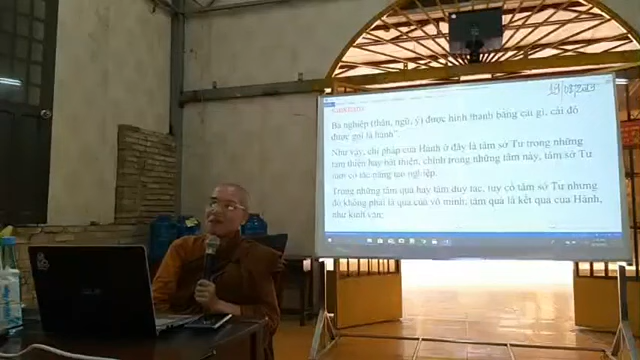 Ba nghiệp (thân, ngữ, ý) được hình thành bằng cái gì, cái đó
được gọi là hành".
Như vậy, chi pháp của Hành ở đây là tâm sở Tư trong những
tâm thiện hay bất thiện, chính trong những tâm này, tâm sở Tư
mới có tác năng tạo nghiệp.
Trong những tâm quả hay tâm duy tác, tuy có tâm sở Tư nhưng
đó không phải là quả của vô minh, tâm quả là kết quả của Hành,
như kinh văn: